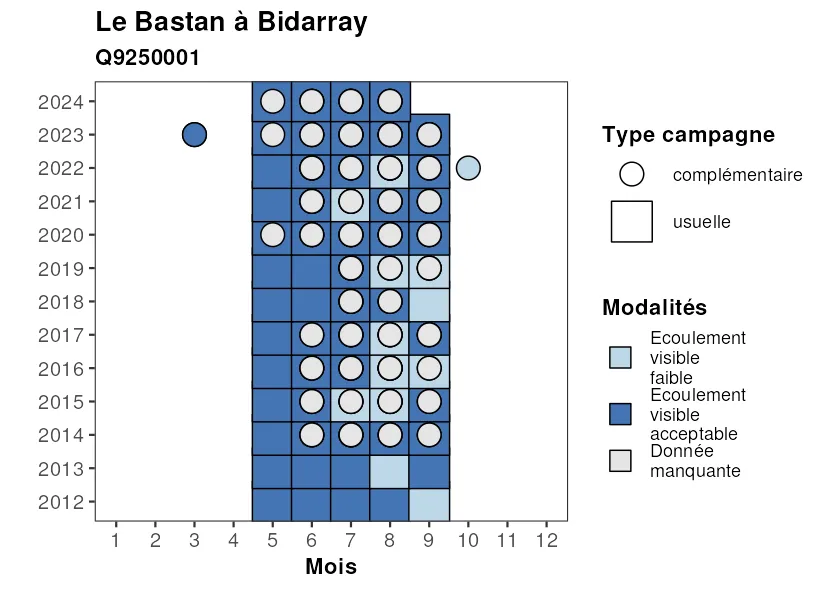 Le Bastan à Bidarray
Q9250001
2024
2023
2022
2021
2020
2019
2018
2017
2016
2015
2014
2013
2012
1 2 3 4 5 6 7 8 9 10 11 12
Mois
Type campagne
complémentaire
usuelle
Modalités
Ecoulement
visible
faible
Ecoulement
visible
acceptable
Donnée
manquante